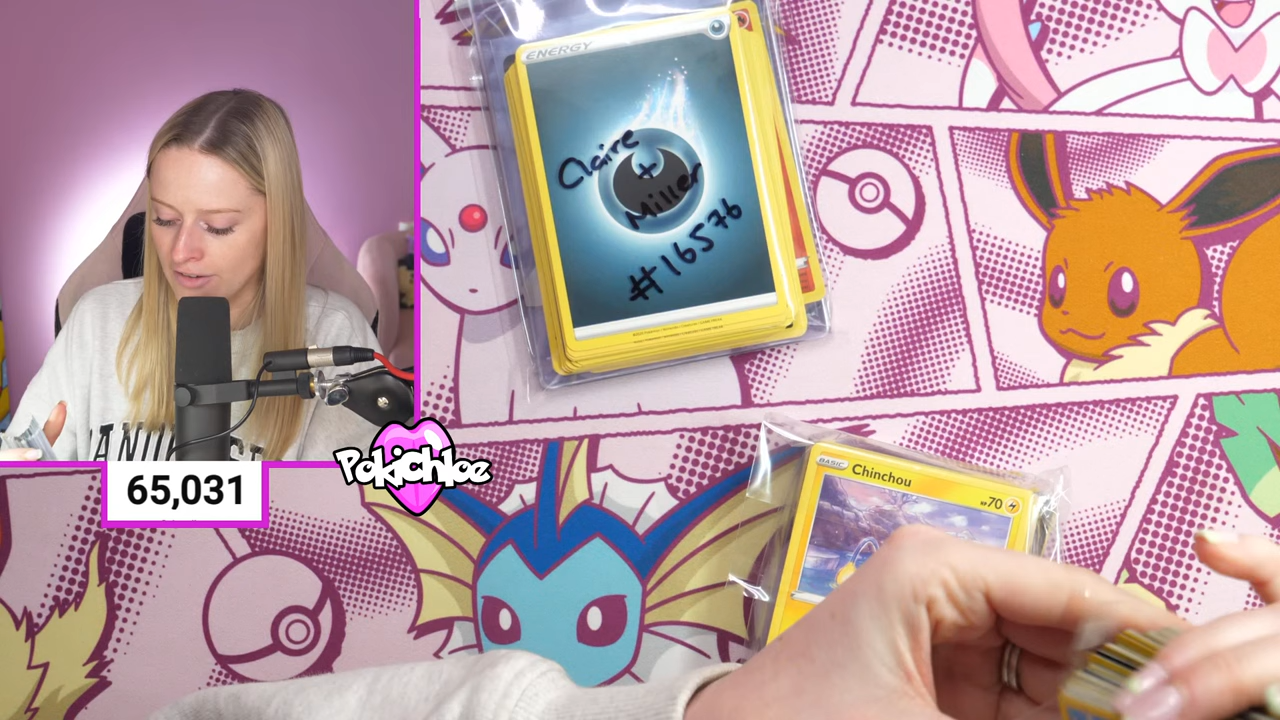 ENERGY
Claire
+
Miller
#16576
BASIC Chinchou HP70
PokiChloe
65,031